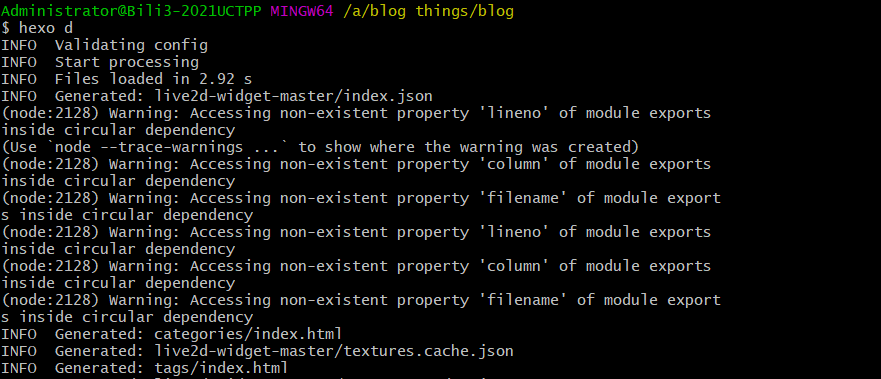 Administrator@Bili3-2021UCTPP MINGW64 /a/blog things/blog
$ hexo d
INFO  Validating config
INFO  Start processing
INFO  Files loaded in 2.92 s
INFO  Generated: live2d-widget-master/index.json
(node:2128) Warning: Accessing non-existent property 'lineno' of module exports
inside circular dependency
(Use `node --trace-warnings ...` to show where the warning was created)
(node:2128) Warning: Accessing non-existent property 'column' of module exports
inside circular dependency
(node:2128) Warning: Accessing non-existent property 'filename' of module export
s inside circular dependency
(node:2128) Warning: Accessing non-existent property 'lineno' of module exports
inside circular dependency
(node:2128) Warning: Accessing non-existent property 'column' of module exports
inside circular dependency
(node:2128) Warning: Accessing non-existent property 'filename' of module export
s inside circular dependency
INFO  Generated: categories/index.html
INFO  Generated: live2d-widget-master/textures.cache.json
INFO  Generated: tags/index.html